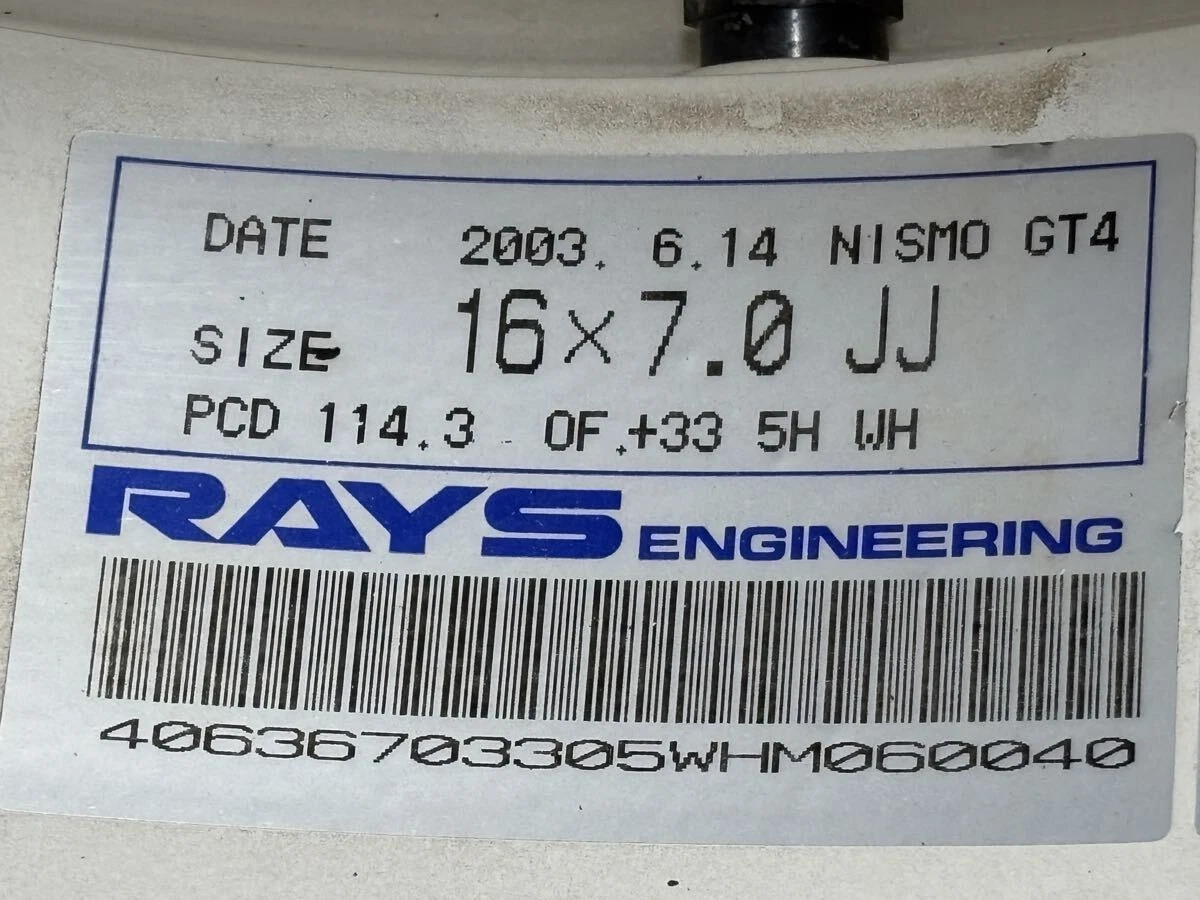 DATE 2003. 6.14 NISMO GT4
SIZE 16×7.0 JJ
PCD 114.3 OF.+33 5H WH
RAYS ENGINEERING
40636703305WHM060040